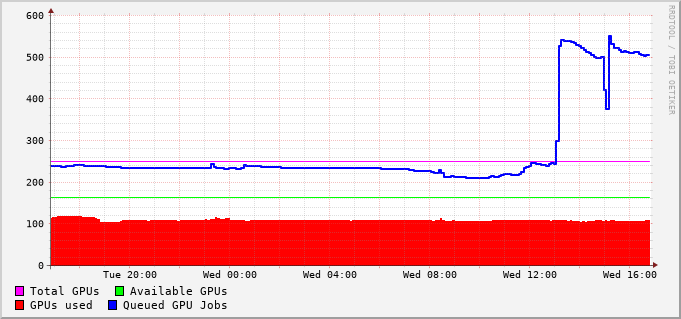 600
500
400
300
200
100
0
Tue 20:00 Wed 00:00 Wed 04:00 Wed 08:00 Wed 12:00 Wed 16:00
Total GPUs Available GPUs
GPUs used Queued GPU Jobs
RRDTOOL / TOBI OETIKER